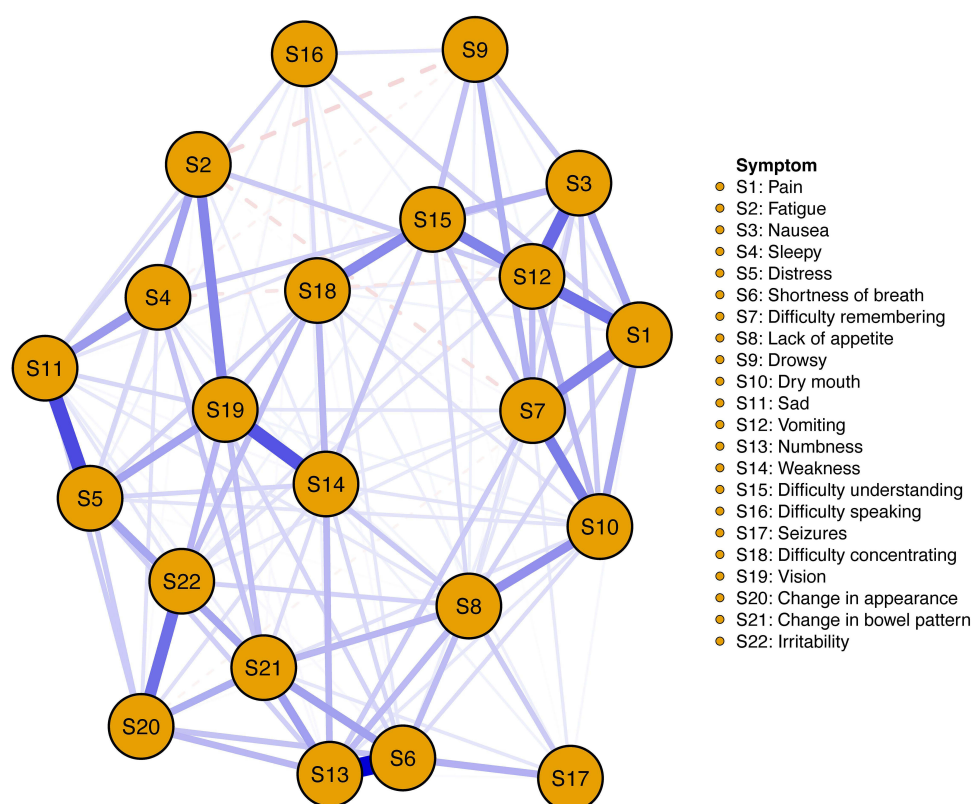 S16
S9
S2
S3
S15
S12
S18
S4
S1
S11
S19
S7
S14
S5
S10
S22
S8
S21
S20
S6
S13
S17
Symptom
S1: Pain
S2: Fatigue
S3: Nausea
S4: Sleepy
S5: Distress
S6: Shortness of breath
S7: Difficulty remembering
S8: Lack of appetite
S9: Drowsy
S10: Dry mouth
S11: Sad
S12: Vomiting
S13: Numbness
S14: Weakness
S15: Difficulty understanding
S16: Difficulty speaking
S17: Seizures
S18: Difficulty concentrating
S19: Vision
S20: Change in appearance
S21: Change in bowel pattern
S22: Irritability